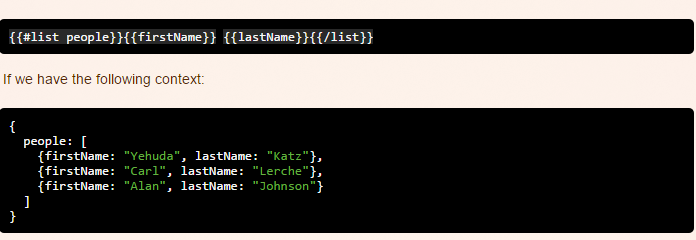 {{#list people}}{{firstName}} {{lastName}}{{/list}}
If we have the following context:
{
  people: [
    {firstName: "Yehuda", lastName: "Katz"},
    {firstName: "Carl", lastName: "Lerche"},
    {firstName: "Alan", lastName: "Johnson"}
  ]
}